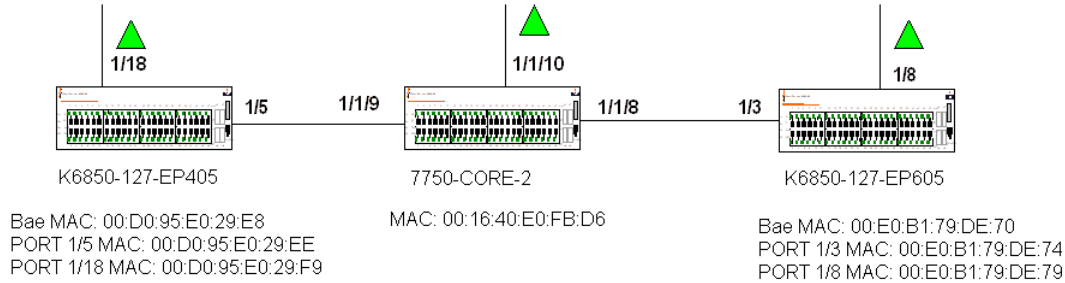 1/18
1/1/10
1/8
1/5
1/1/9
1/1/8
1/3
K6850-127-EP405
7750-CORE-2
K6850-127-EP605
Bae MAC: 00:D0:95:E0:29:E8
PORT 1/5 MAC: 00:D0:95:E0:29:EE
PORT 1/18 MAC: 00:D0:95:E0:29:F9
MAC: 00:16:40:E0:FB:D6
Bae MAC: 00:E0:B1:79:DE:70
PORT 1/3 MAC: 00:E0:B1:79:DE:74
PORT 1/8 MAC: 00:E0:B1:79:DE:79